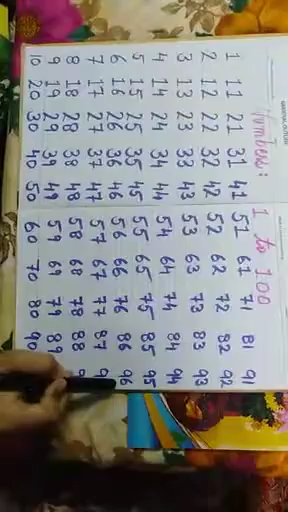 Numbers: 1 to 100
1 11 21 31 41 51 61 71 81 91
2 12 22 32 42 52 62 72 82 92
3 13 23 33 43 53 63 73 83 93
4 14 24 34 44 54 64 74 84 94
5 15 25 35 45 55 65 75 85 95
6 16 26 36 46 56 66 76 86 96
7 17 27 37 47 57 67 77 87
8 18 28 38 48 58 68 78 88
9 19 29 39 49 59 69 79 89
10 20 30 40 50 60 70 80 90